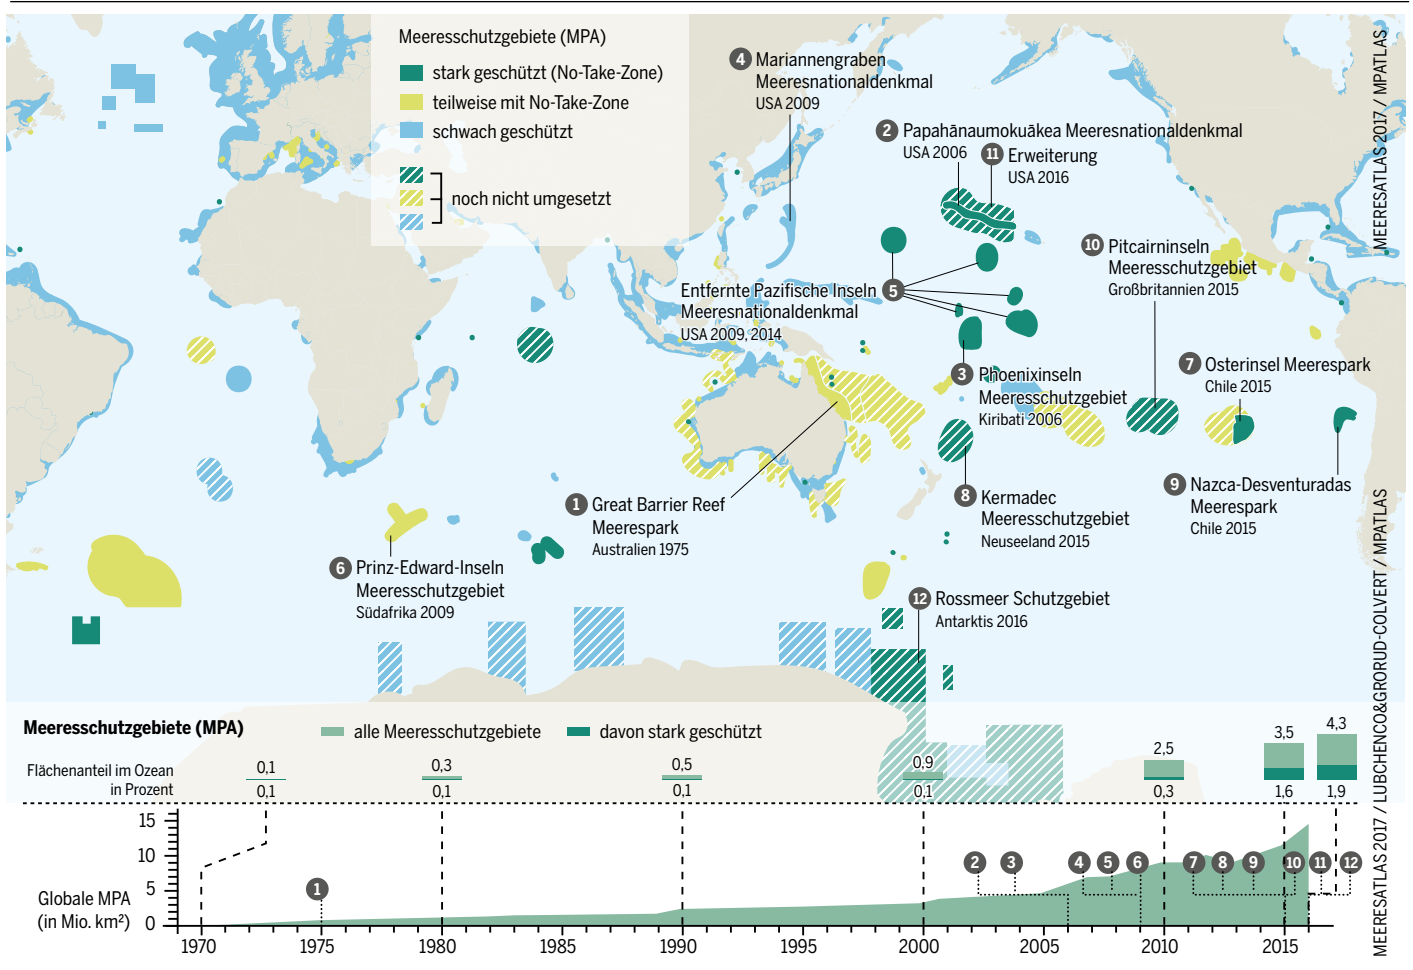 Meeresschutzgebiete (MPA)
stark geschützt (No-Take-Zone)
teilweise mit No-Take-Zone
schwach geschützt
noch nicht umgesetzt
4 Mariannengraben
Meeresnationaldenkmal
USA 2009
2 Papahānaumokuākea Meeresnationaldenkmal
USA 2006
11 Erweiterung
USA 2016
10 Pitcairninseln
Meeresschutzgebiet
Großbritannien 2015
Entfernte Pazifische Inseln 5
Meeresnationaldenkmal
USA 2009, 2014
3 Phoenixinseln
Meeresschutzgebiet
Kiribati 2006
7 Osterinsel Meerespark
Chile 2015
9 Nazca-Desventuradas
Meerespark
Chile 2015
1 Great Barrier Reef
Meerespark
Australien 1975
8 Kermadec
Meeresschutzgebiet
Neuseeland 2015
6 Prinz-Edward-Inseln
Meeresschutzgebiet
Südafrika 2009
12 Rossmeer Schutzgebiet
Antarktis 2016
Meeresschutzgebiete (MPA)
alle Meeresschutzgebiete
davon stark geschützt
Flächenanteil im Ozean
in Prozent
0,1 0,3 0,5 0,9 2,5 3,5 4,3
0,1 0,1 0,1 0,1 0,3 1,6 1,9
15
10
5
0
Globale MPA
(in Mio. km²)
1 2 3 4 5 6 7 8 9 10 11 12
1970 1975 1980 1985 1990 1995 2000 2005 2010 2015
MEERESATLAS 2017 / MPATLAS
MEERESATLAS 2017 / LUBCHENCO&GRORUD-COLVERT / MPATLAS